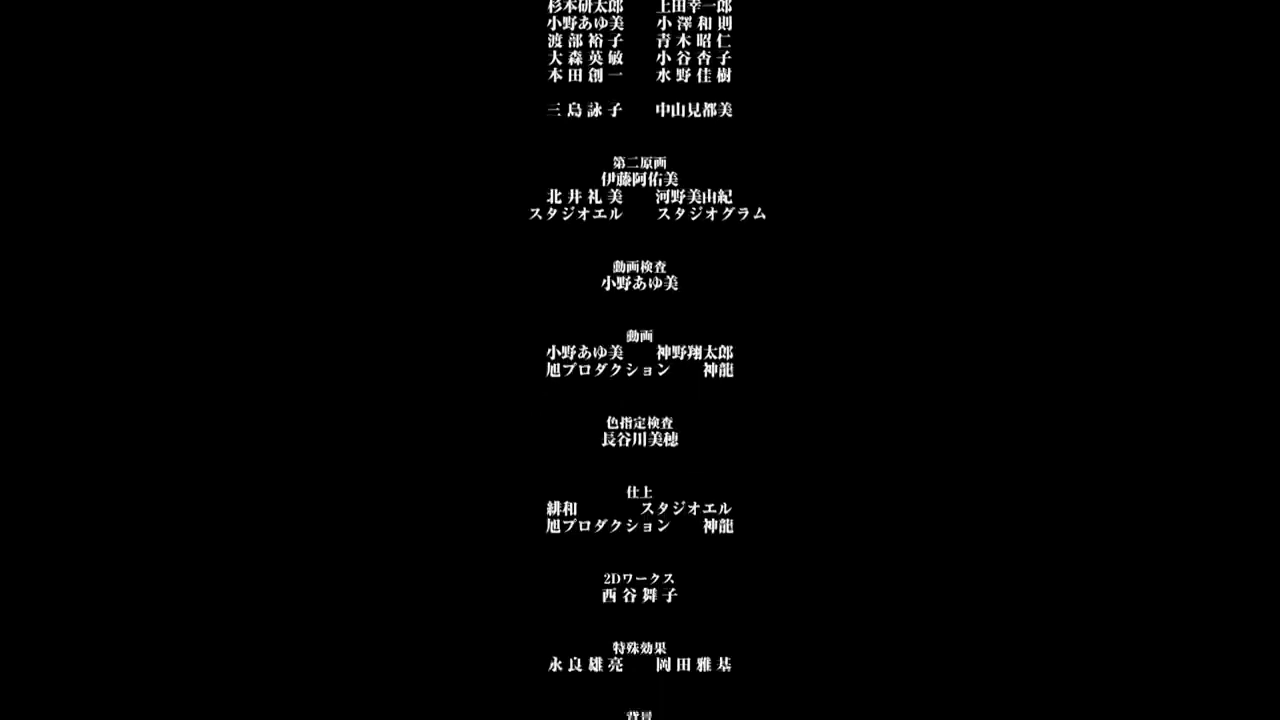 杉本研太郎　　上田幸一郎
小野あゆ美　　小澤和則
渡部裕子　　青木昭仁
大森英敏　　小谷杏子
本田創一　　水野佳樹
三島詠子　　中山見都美
第二原画
伊藤阿佑美
北井礼美　　河野美由紀
スタジオエル　　スタジオグラム
動画検査
小野あゆ美
動画
小野あゆ美　　神野翔太郎
旭プロダクション　　神龍
色指定検査
長谷川美穂
仕上
緋和　　スタジオエル
旭プロダクション　　神龍
2Dワークス
西谷舞子
特殊効果
永良雄亮　　岡田雅基
背景